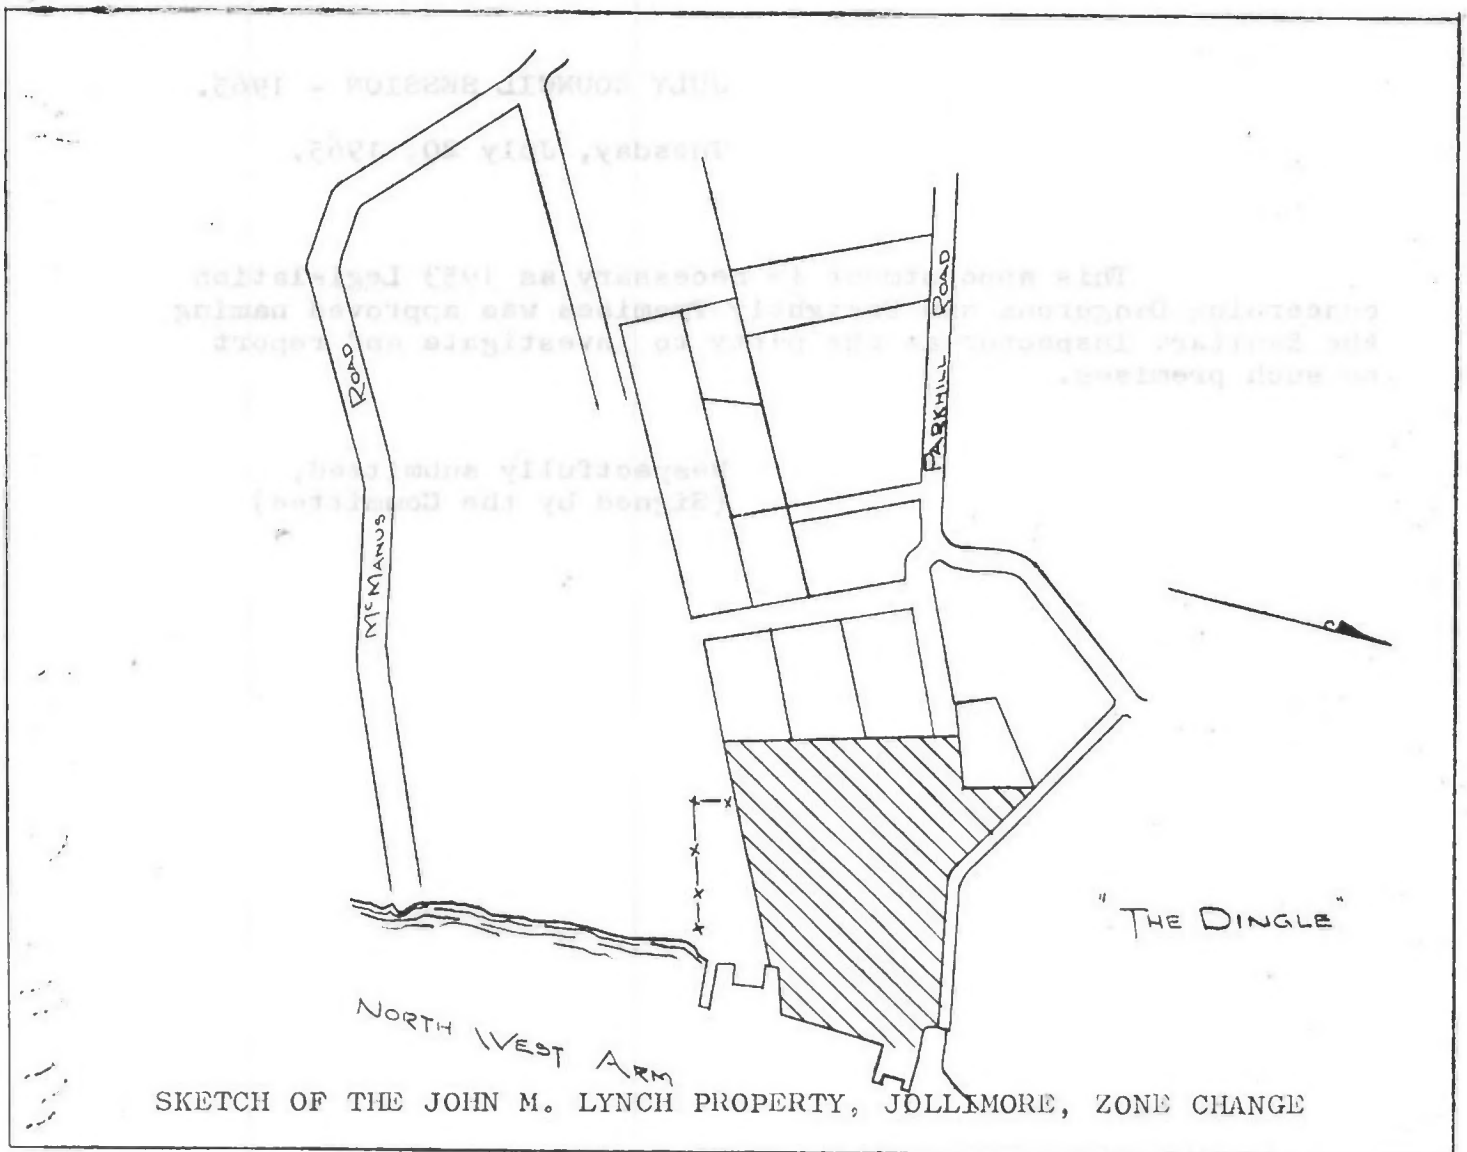 PARKHILL ROAD
McMANUS ROAD
"THE DINGLE"
NORTH WEST ARM
SKETCH OF THE JOHN M. LYNCH PROPERTY, JOLLIMORE, ZONE CHANGE
JULY COUNCIL SESSION - 1965.
Tuesday, July 20, 1965.
This appointment is necessary as 1953 Legislation
concerning Dangerous and Unsightly Premises was approved naming
the Sanitary Inspector as the party to investigate and report
on such premises.
Respectfully submitted,
(Signed by the Committee)